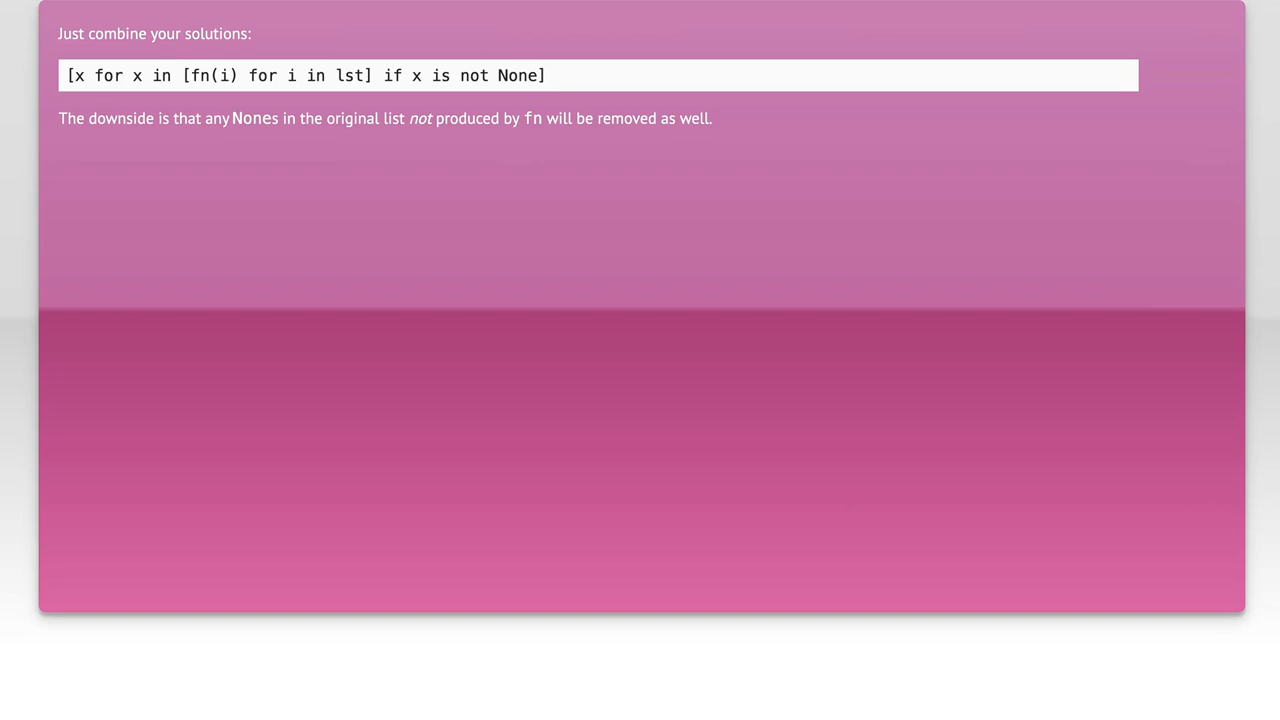 Just combine your solutions:
[x for x in [fn(i) for i in lst] if x is not None]
The downside is that any Nones in the original list not produced by fn will be removed as well.